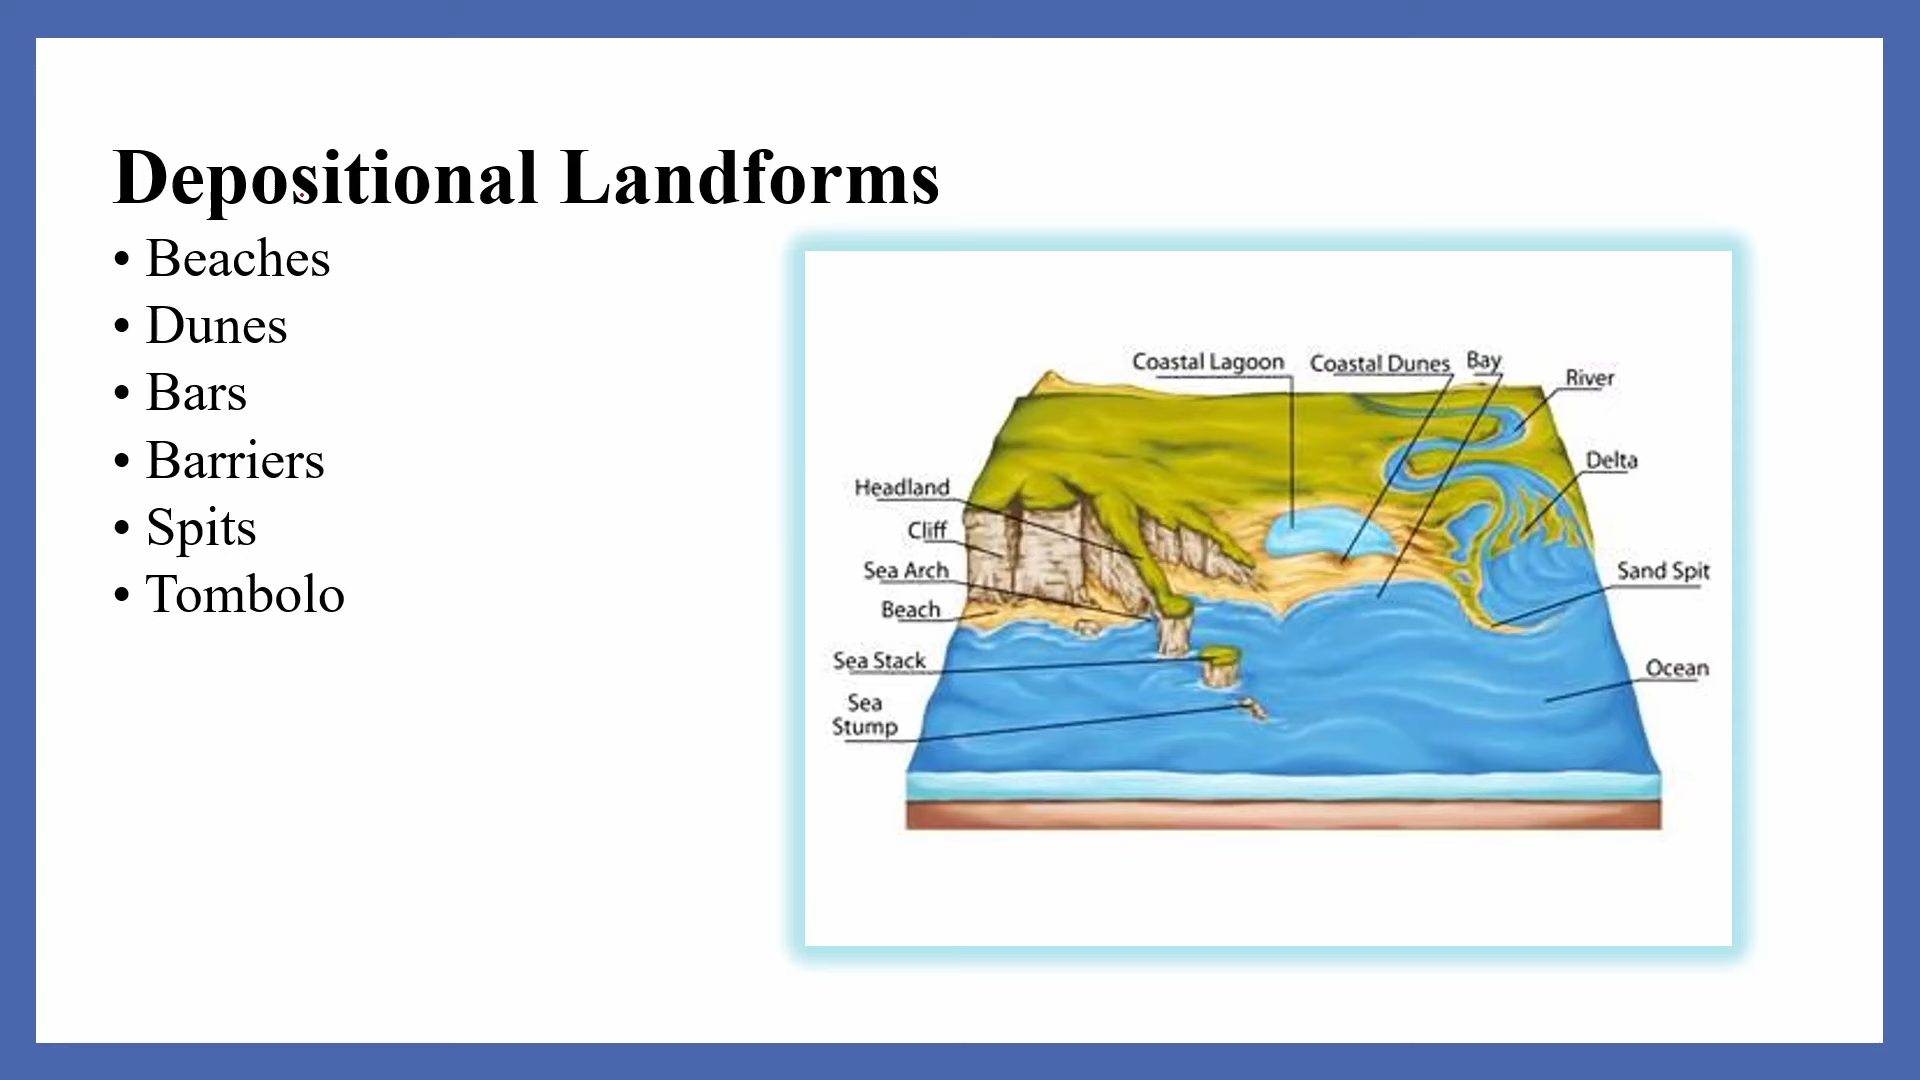 Depositional Landforms
• Beaches
• Dunes
• Bars
• Barriers
• Spits
• Tombolo
Coastal Lagoon
Coastal Dunes
Bay
River
Delta
Headland
Cliff
Sea Arch
Beach
Sand Spit
Sea Stack
Ocean
Sea
Stump